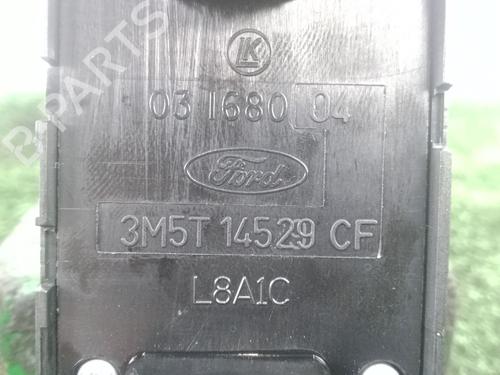 LK
03 1680 04
Ford
3M5T 14529 CF
L8A1C
B-PARTS